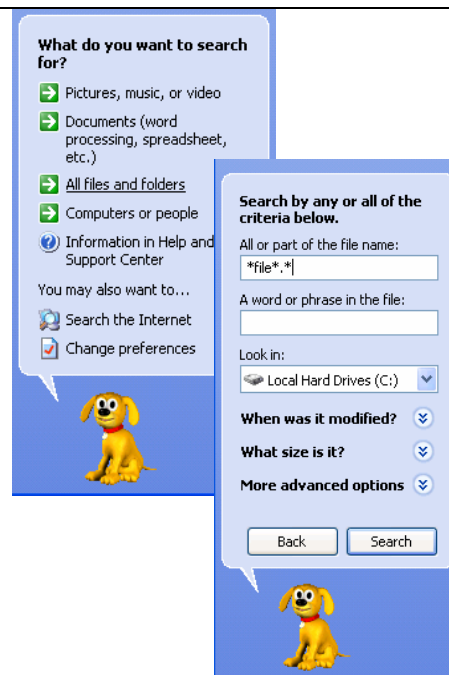 What do you want to search
for?
Pictures, music, or video
Documents (word
processing, spreadsheet,
etc.)
All files and folders
Computers or people
Information in Help and
Support Center
You may also want to...
Search the Internet
Change preferences
Search by any or all of the
criteria below.
All or part of the file name:
*file*.*
A word or phrase in the file:
Look in:
Local Hard Drives (C:)
When was it modified?
What size is it?
More advanced options
Back
Search